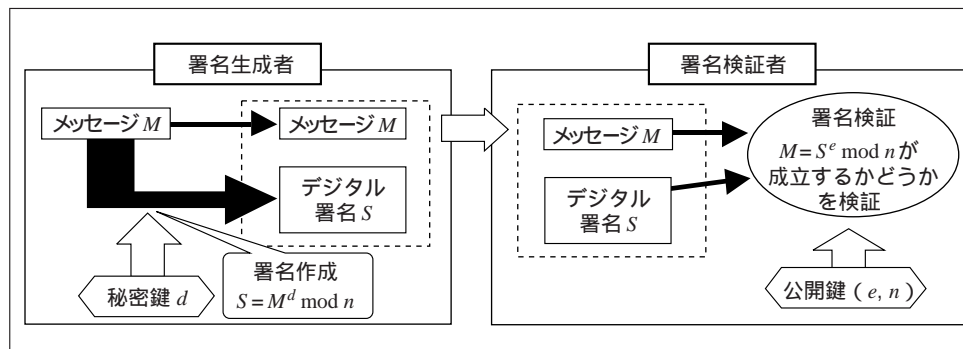 署名生成者
メッセージ M
メッセージ M
デジタル
署名 S
署名作成
S = M^d mod n
秘密鍵 d
署名検証者
メッセージ M
デジタル
署名 S
署名検証
M = S^e mod n が
成立するかどうか
を検証
公開鍵 ( e, n )